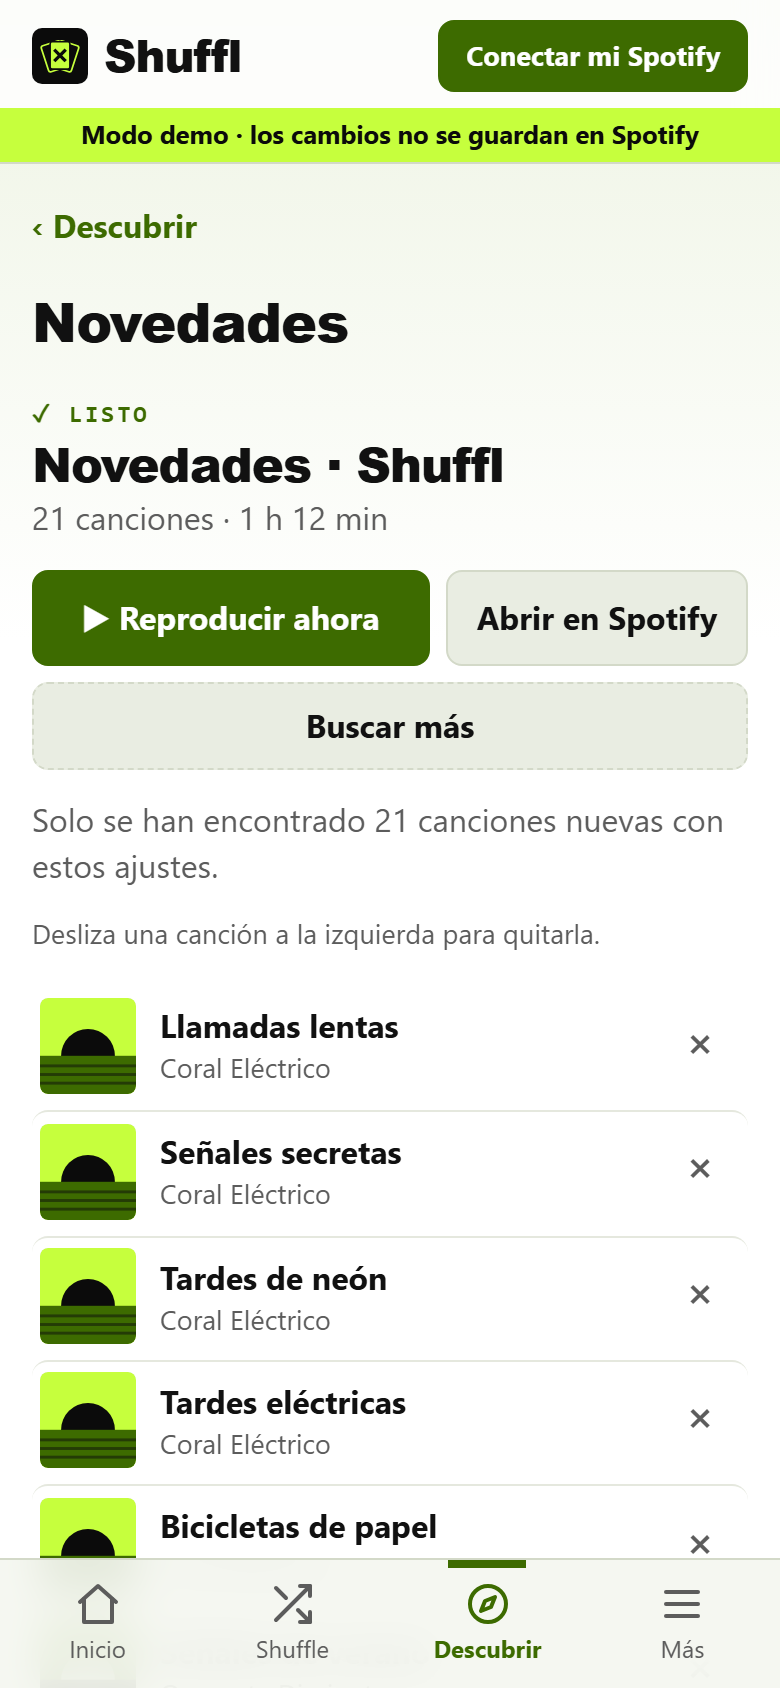 Shuffl
Conectar mi Spotify
Modo demo · los cambios no se guardan en Spotify
‹ Descubrir
Novedades
✓ LISTO
Novedades · Shuffl
21 canciones · 1 h 12 min
▶ Reproducir ahora
Abrir en Spotify
Buscar más
Solo se han encontrado 21 canciones nuevas con
estos ajustes.
Desliza una canción a la izquierda para quitarla.
Llamadas lentas
Coral Eléctrico
Señales secretas
Coral Eléctrico
Tardes de neón
Coral Eléctrico
Tardes eléctricas
Coral Eléctrico
Bicicletas de papel
Inicio
Shuffle
Descubrir
Más